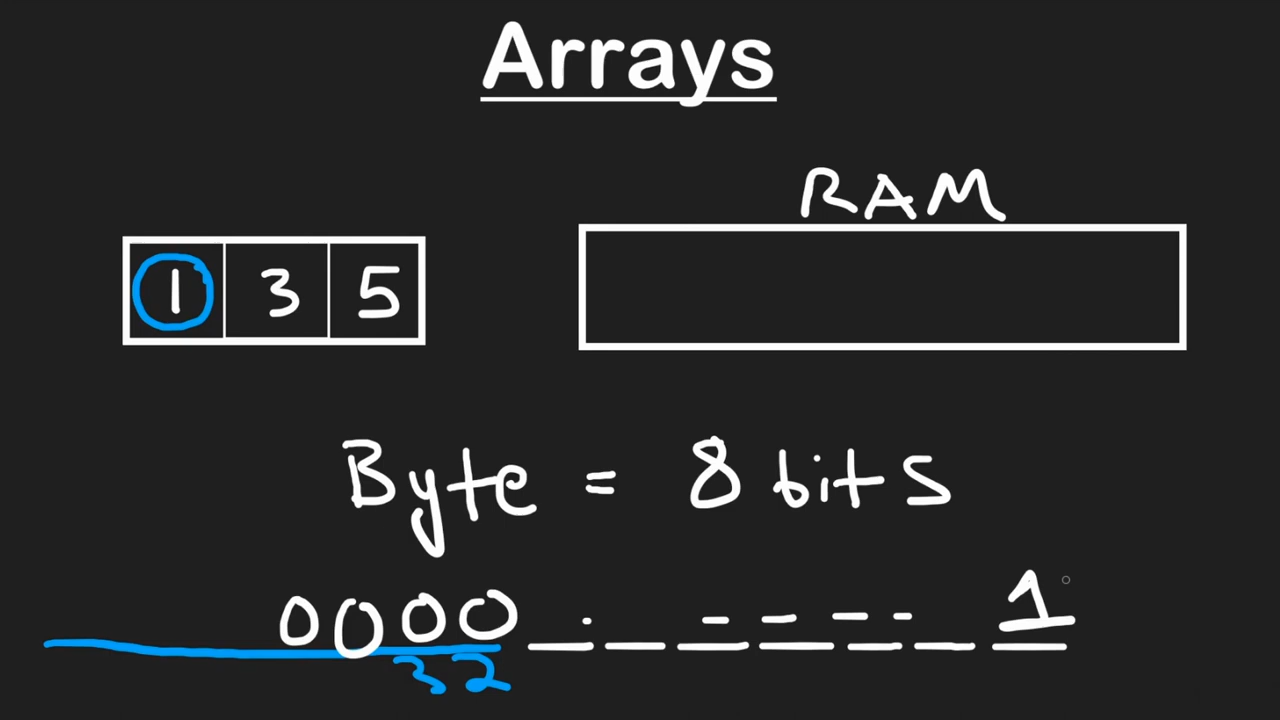 Arrays
RAM
1 3 5
Byte = 8 bits
0000 . - - - - 1
32